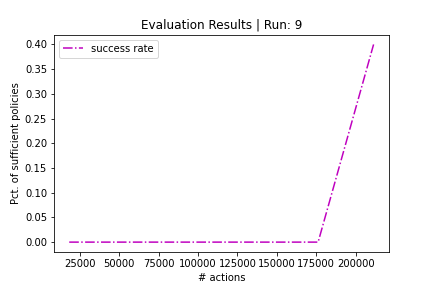 Evaluation Results | Run: 9
success rate
0.40
0.35
0.30
0.25
0.20
0.15
0.10
0.05
0.00
Pct. of sufficient policies
25000 50000 75000 100000 125000 150000 175000 200000
# actions